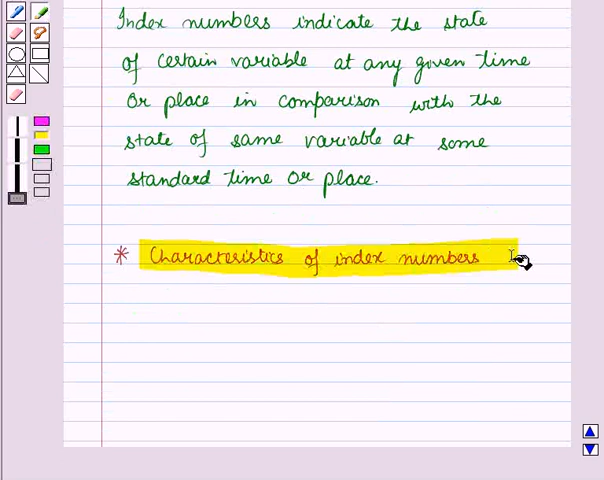 Index numbers indicate the state
of certain variable at any given time
or place in comparison with the
state of same variable at some
standard time or place.
* Characteristics of index numbers